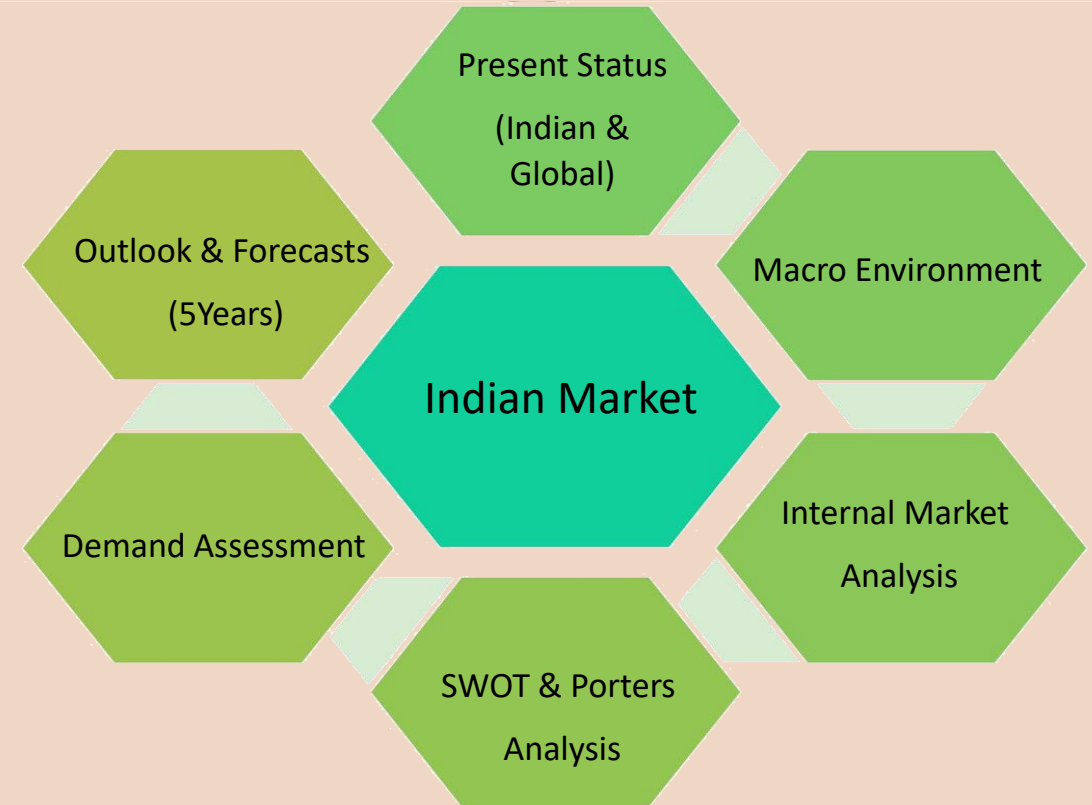 Present Status
(Indian &
Global)
Macro Environment
Internal Market
Analysis
SWOT & Porters
Analysis
Demand Assessment
Outlook & Forecasts
(5Years)
Indian Market